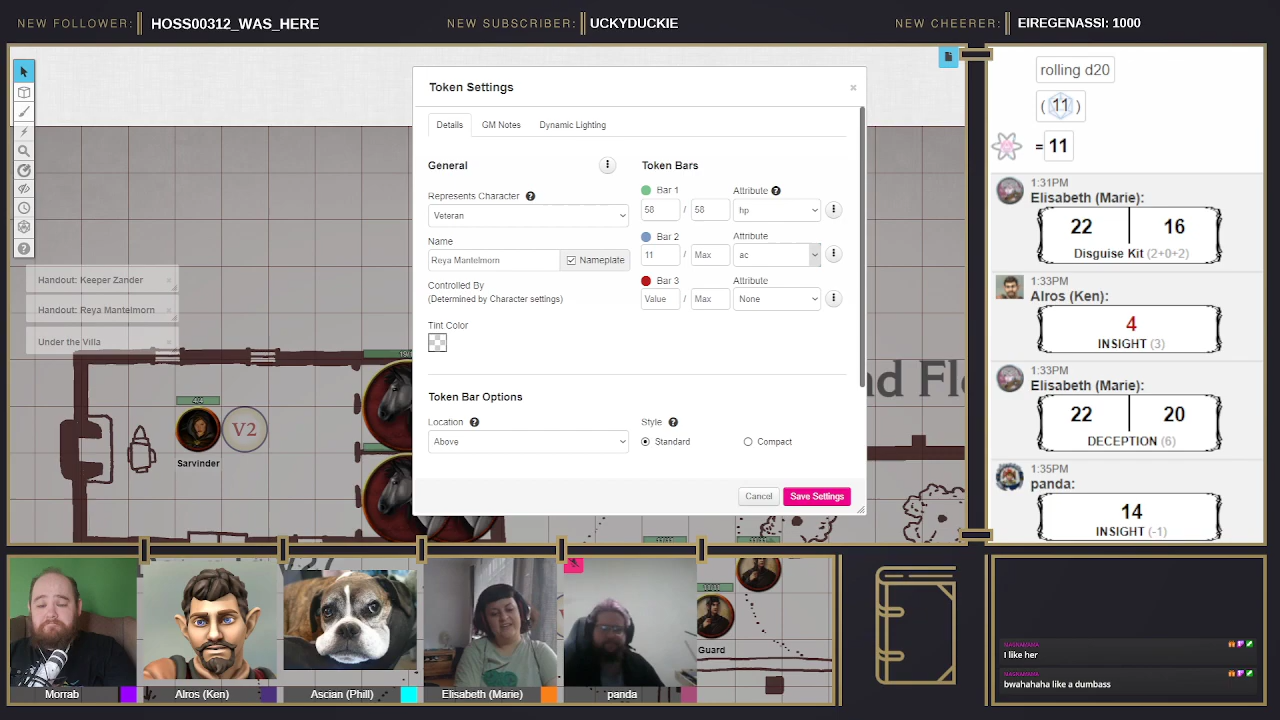 NEW FOLLOWER: HOSS00312_WAS_HERE
NEW SUBSCRIBER: UCKYDUCKIE
NEW CHEERER: EIREGENASSI: 1000
Handout: Keeper Zander
Handout: Reya Mantelmorn
Under the Villa
19/1
V2
Sarvinder
nd Fl
Token Settings
Details GM Notes Dynamic Lighting
General
Represents Character
Veteran
Name
Reya Mantelmorn Nameplate
Controlled By
(Determined by Character settings)
Tint Color
Token Bars
Bar 1 Attribute
58 / 58 hp
Bar 2 Attribute
11 / Max ac
Bar 3 Attribute
Value / Max None
Token Bar Options
Location Style
Above Standard Compact
Cancel Save Settings
rolling d20
( 11 )
= 11
1:31PM
Elisabeth (Marie):
22 16
Disguise Kit (2+0+2)
1:33PM
Alros (Ken):
4
INSIGHT (3)
1:33PM
Elisabeth (Marie):
22 20
DECEPTION (6)
1:35PM
panda:
14
INSIGHT (-1)
Guard
Morrab
Alros (Ken)
Ascian (Phill)
Elisabeth (Marie)
panda
I like her
bwahahaha like a dumbass